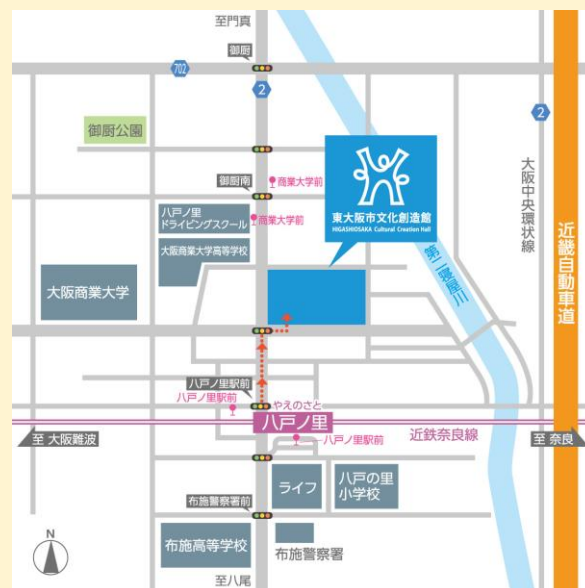 至門真
御厨
702
2
2
御厨公園
御厨南
商業大学前
八戸ノ里
ドライビングスクール
商業大学前
大阪商業大学高等学校
大阪商業大学
東大阪市文化創造館
HIGASHIOSAKA Cultural Creation Hall
第二寝屋川
大阪中央環状線
近畿自動車道
八戸ノ里駅前
八戸ノ里駅前
やえのさと
八戸ノ里
近鉄奈良線
至 大阪難波
至 奈良
八戸ノ里駅前
ライフ
八戸の里
小学校
布施警察署前
布施高等学校
布施警察署
N
至八尾